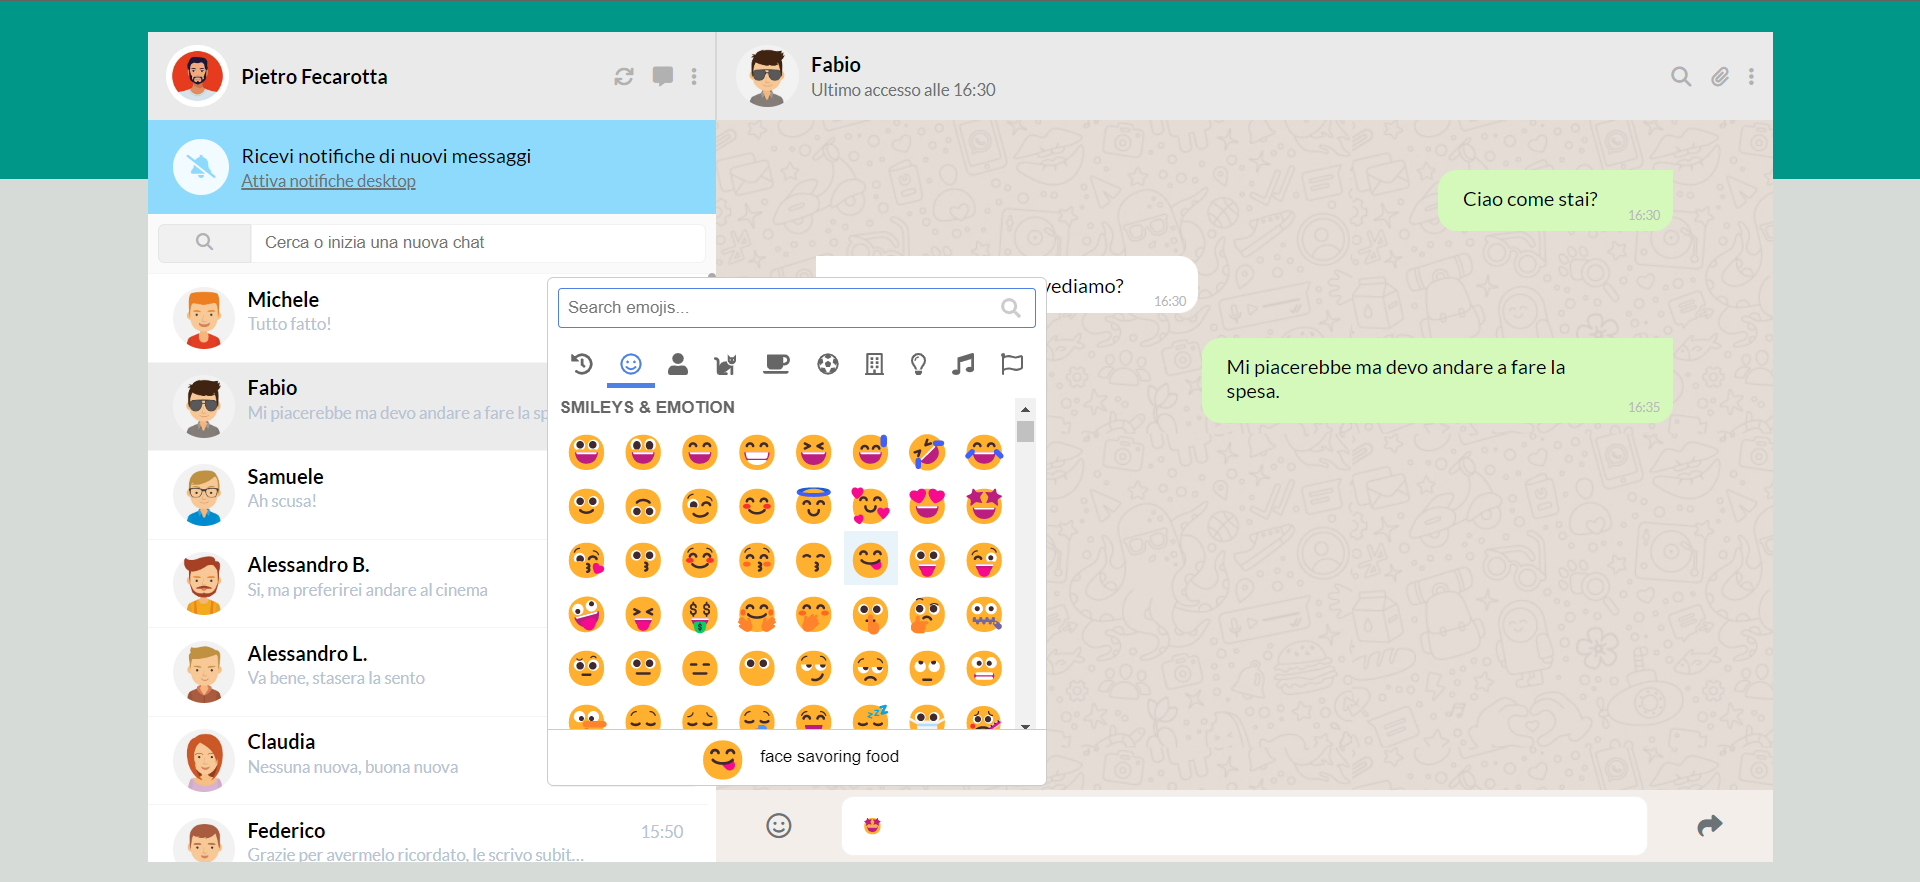 Pietro Fecarotta
Ricevi notifiche di nuovi messaggi
Attiva notifiche desktop
Cerca o inizia una nuova chat
Michele
Tutto fatto!
Fabio
Mi piacerebbe ma devo andare a fare la sp
Samuele
Ah scusa!
Alessandro B.
Si, ma preferirei andare al cinema
Alessandro L.
Va bene, stasera la sento
Claudia
Nessuna nuova, buona nuova
Federico
15:50
Grazie per avermelo ricordato, le scrivo subit...
Search emojis...
SMILEYS & EMOTION
face savoring food
Fabio
Ultimo accesso alle 16:30
Ciao come stai?
16:30
vediamo?
16:30
Mi piacerebbe ma devo andare a fare la
spesa.
16:35